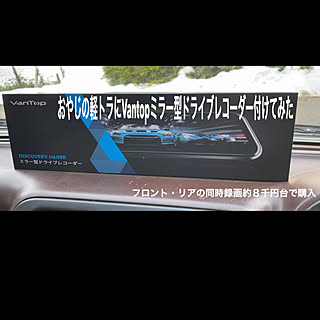 VanTop
おやじの軽トラにVantopミラー型ドライブレコーダー付けてみた
DISCOVERY H609R
ミラー型ドライブレコーダー
フロント・リアの同時録画約８千円台で購入